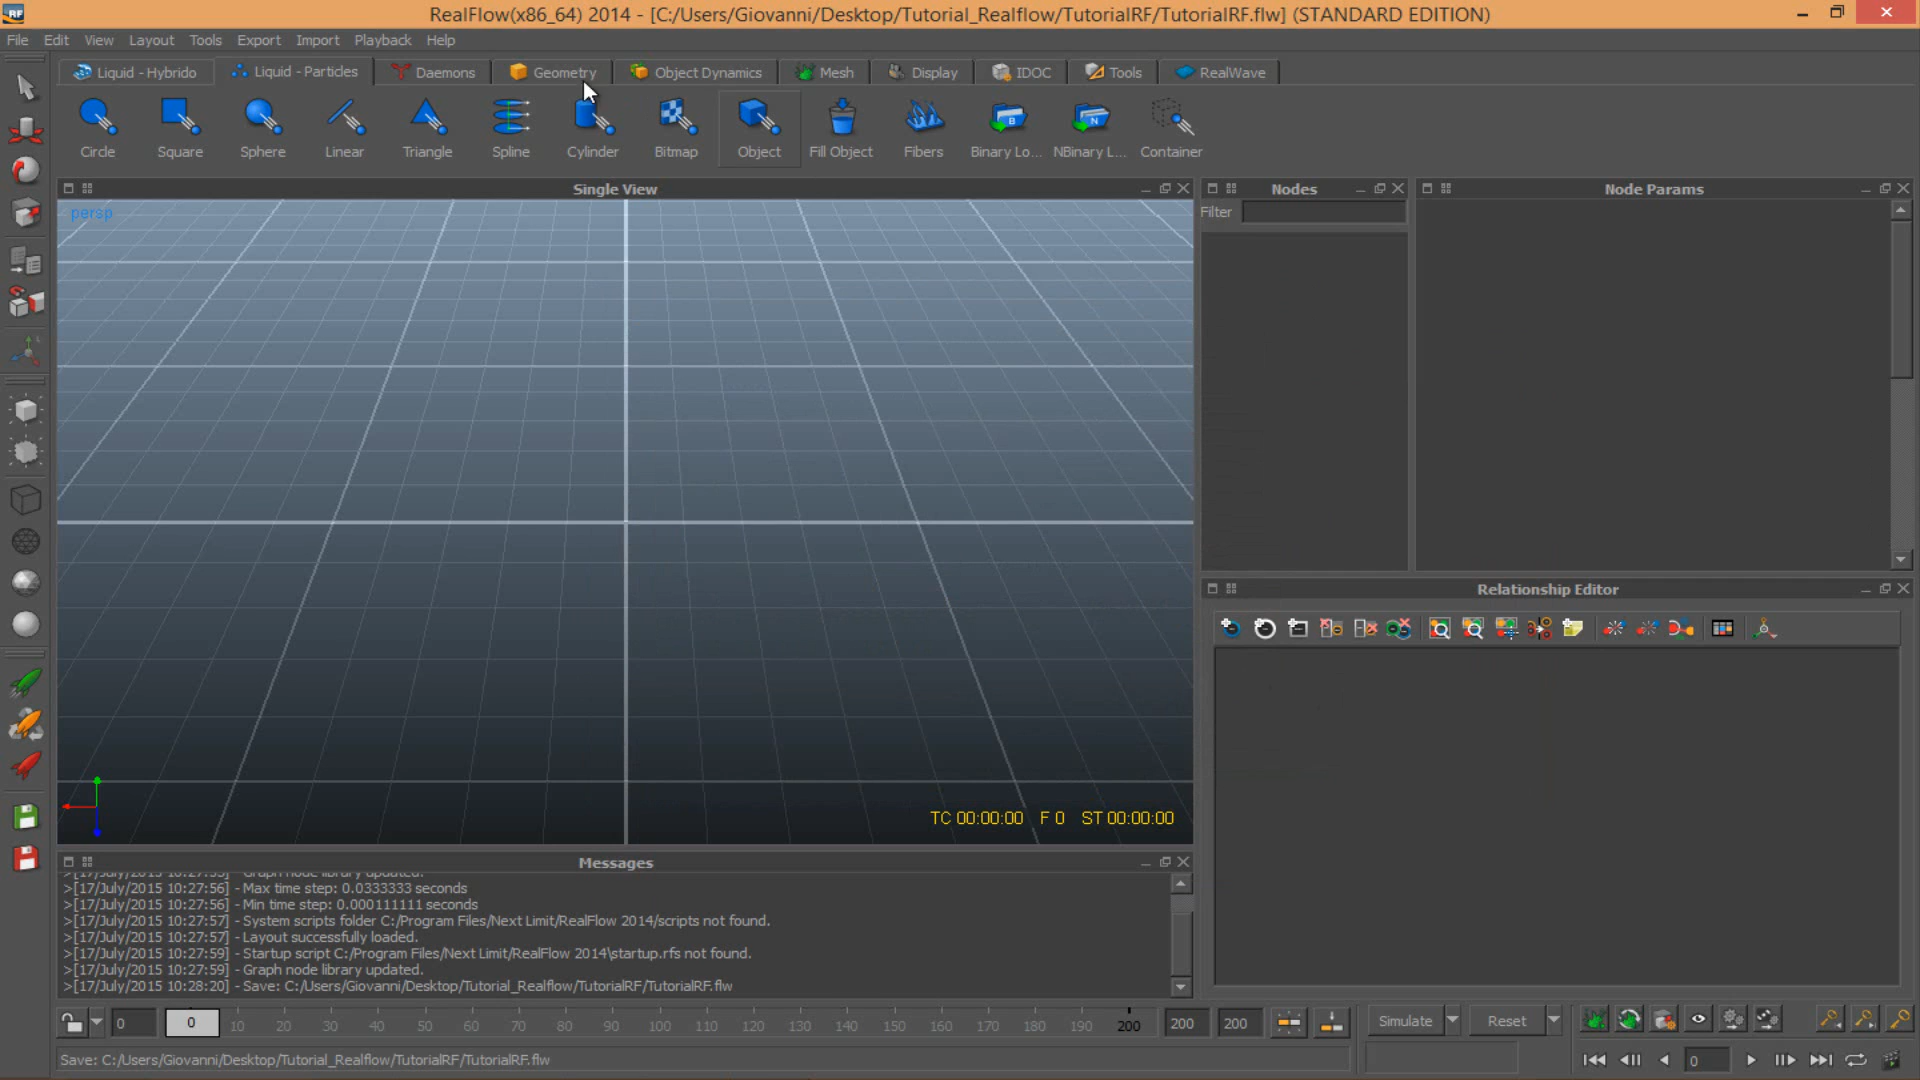 RF RealFlow(x86_64) 2014 - [C:/Users/Giovanni/Desktop/Tutorial_Realflow/TutorialRF/TutorialRF.flw] (STANDARD EDITION)
File Edit View Layout Tools Export Import Playback Help
Liquid - Hybrido Liquid - Particles Daemons Geometry Object Dynamics Mesh Display IDOC Tools RealWave
Circle Square Sphere Linear Triangle Spline Cylinder Bitmap Object Fill Object Fibers Binary Lo... NBinary L... Container
Single View
persp
Nodes
Filter
Node Params
Relationship Editor
TC 00:00:00 F 0 ST 00:00:00
Messages
>[17/July/2015 10:27:55] - Graph node library updated.
>[17/July/2015 10:27:56] - Max time step: 0.0333333 seconds
>[17/July/2015 10:27:56] - Min time step: 0.000111111 seconds
>[17/July/2015 10:27:57] - System scripts folder C:/Program Files/Next Limit/RealFlow 2014/scripts not found.
>[17/July/2015 10:27:57] - Layout successfully loaded.
>[17/July/2015 10:27:59] - Startup script C:/Program Files/Next Limit/RealFlow 2014\startup.rfs not found.
>[17/July/2015 10:27:59] - Graph node library updated.
>[17/July/2015 10:28:20] - Save: C:/Users/Giovanni/Desktop/Tutorial_Realflow/TutorialRF/TutorialRF.flw
0 0 10 20 30 40 50 60 70 80 90 100 110 120 130 140 150 160 170 180 190 200 200 200
Simulate Reset
Save: C:/Users/Giovanni/Desktop/Tutorial_Realflow/TutorialRF/TutorialRF.flw
0